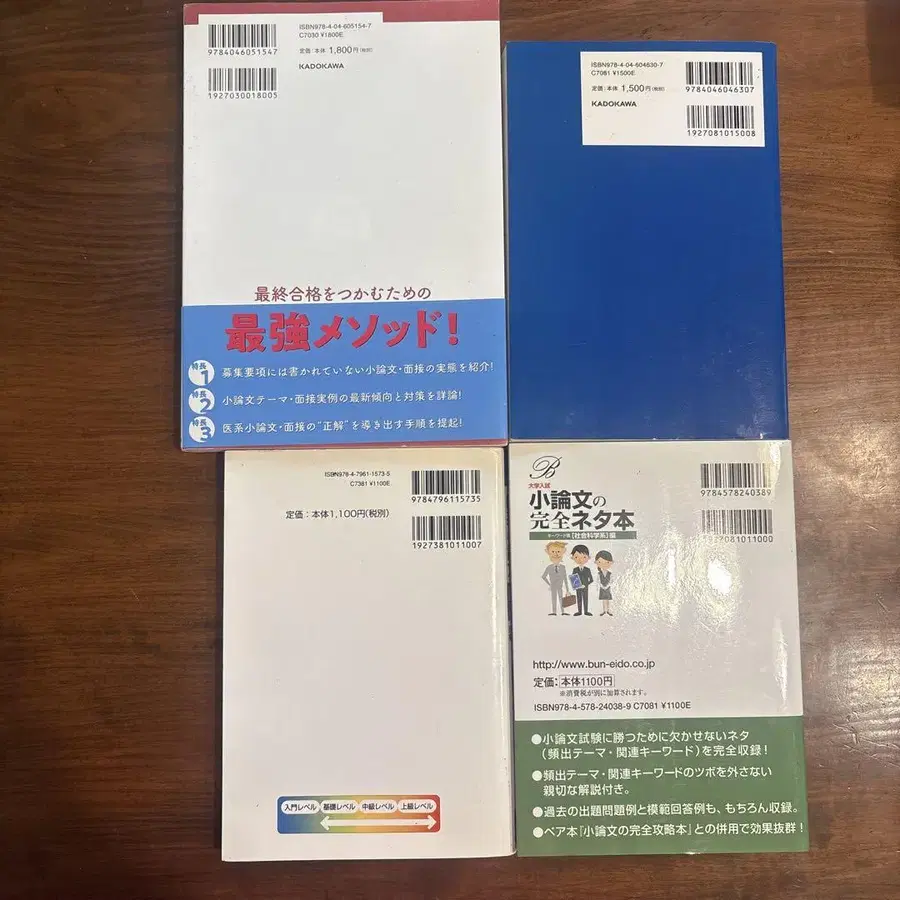 ISBN978-4-04-605154-7
C7030 ¥1800E
定価:本体1,800円(税別)
KADOKAWA
9784046051547
1927030018005
最終合格をつかむための
最強メソッド!
特長1 募集要項には書かれていない小論文・面接の実態を紹介!
特長2 小論文テーマ・面接実例の最新傾向と対策を詳論!
特長3 医系小論文・面接の“正解”を導き出す手順を提起!
ISBN978-4-04-604630-7
C7081 ¥1500E
定価:本体1,500円(税別)
KADOKAWA
9784046046307
1927081015008
ISBN978-4-7961-1573-5
C7381 ¥1100E
定価:本体1,100円(税別)
9784796115735
1927381011007
入門レベル 基礎レベル 中級レベル 上級レベル
B
大学入試
小論文の
完全ネタ本
キーワード集[社会科学系]編
9784578240389
1927081011000
http://www.bun-eido.co.jp
定価:本体1100円
※消費税が別に加算されます。
ISBN978-4-578-24038-9 C7081 ¥1100E
●小論文試験に勝つために欠かせないネタ
(頻出テーマ・関連キーワード)を完全収録!
●頻出テーマ・関連キーワードのツボを外さない
親切な解説付き。
●過去の出題問題例と模範回答例も、もちろん収録。
●ペア本『小論文の完全攻略本』との併用で効果抜群!